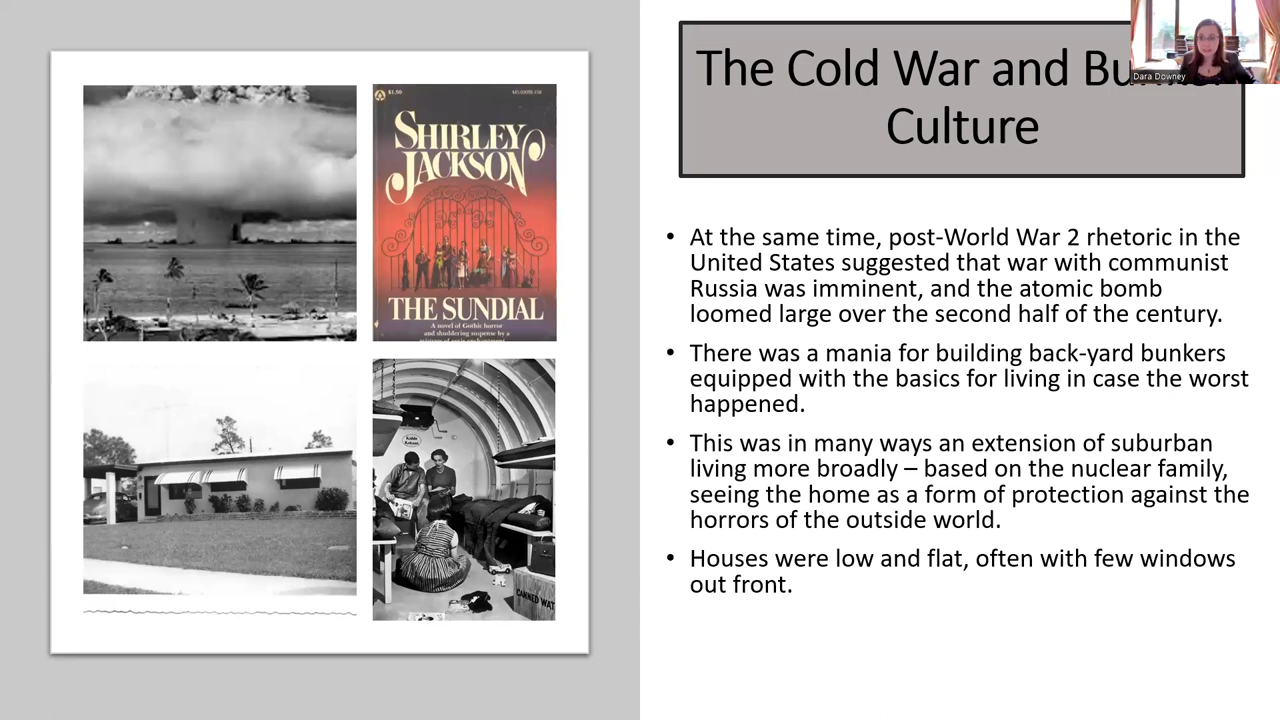 The Cold War and Bunker
Culture
Dara Downey
$1.50
SHIRLEY
JACKSON
THE SUNDIAL
A novel of Gothic horror
and shuddering suspense by a
CANNED WAT
• At the same time, post-World War 2 rhetoric in the
United States suggested that war with communist
Russia was imminent, and the atomic bomb
loomed large over the second half of the century.
• There was a mania for building back-yard bunkers
equipped with the basics for living in case the worst
happened.
• This was in many ways an extension of suburban
living more broadly – based on the nuclear family,
seeing the home as a form of protection against the
horrors of the outside world.
• Houses were low and flat, often with few windows
out front.